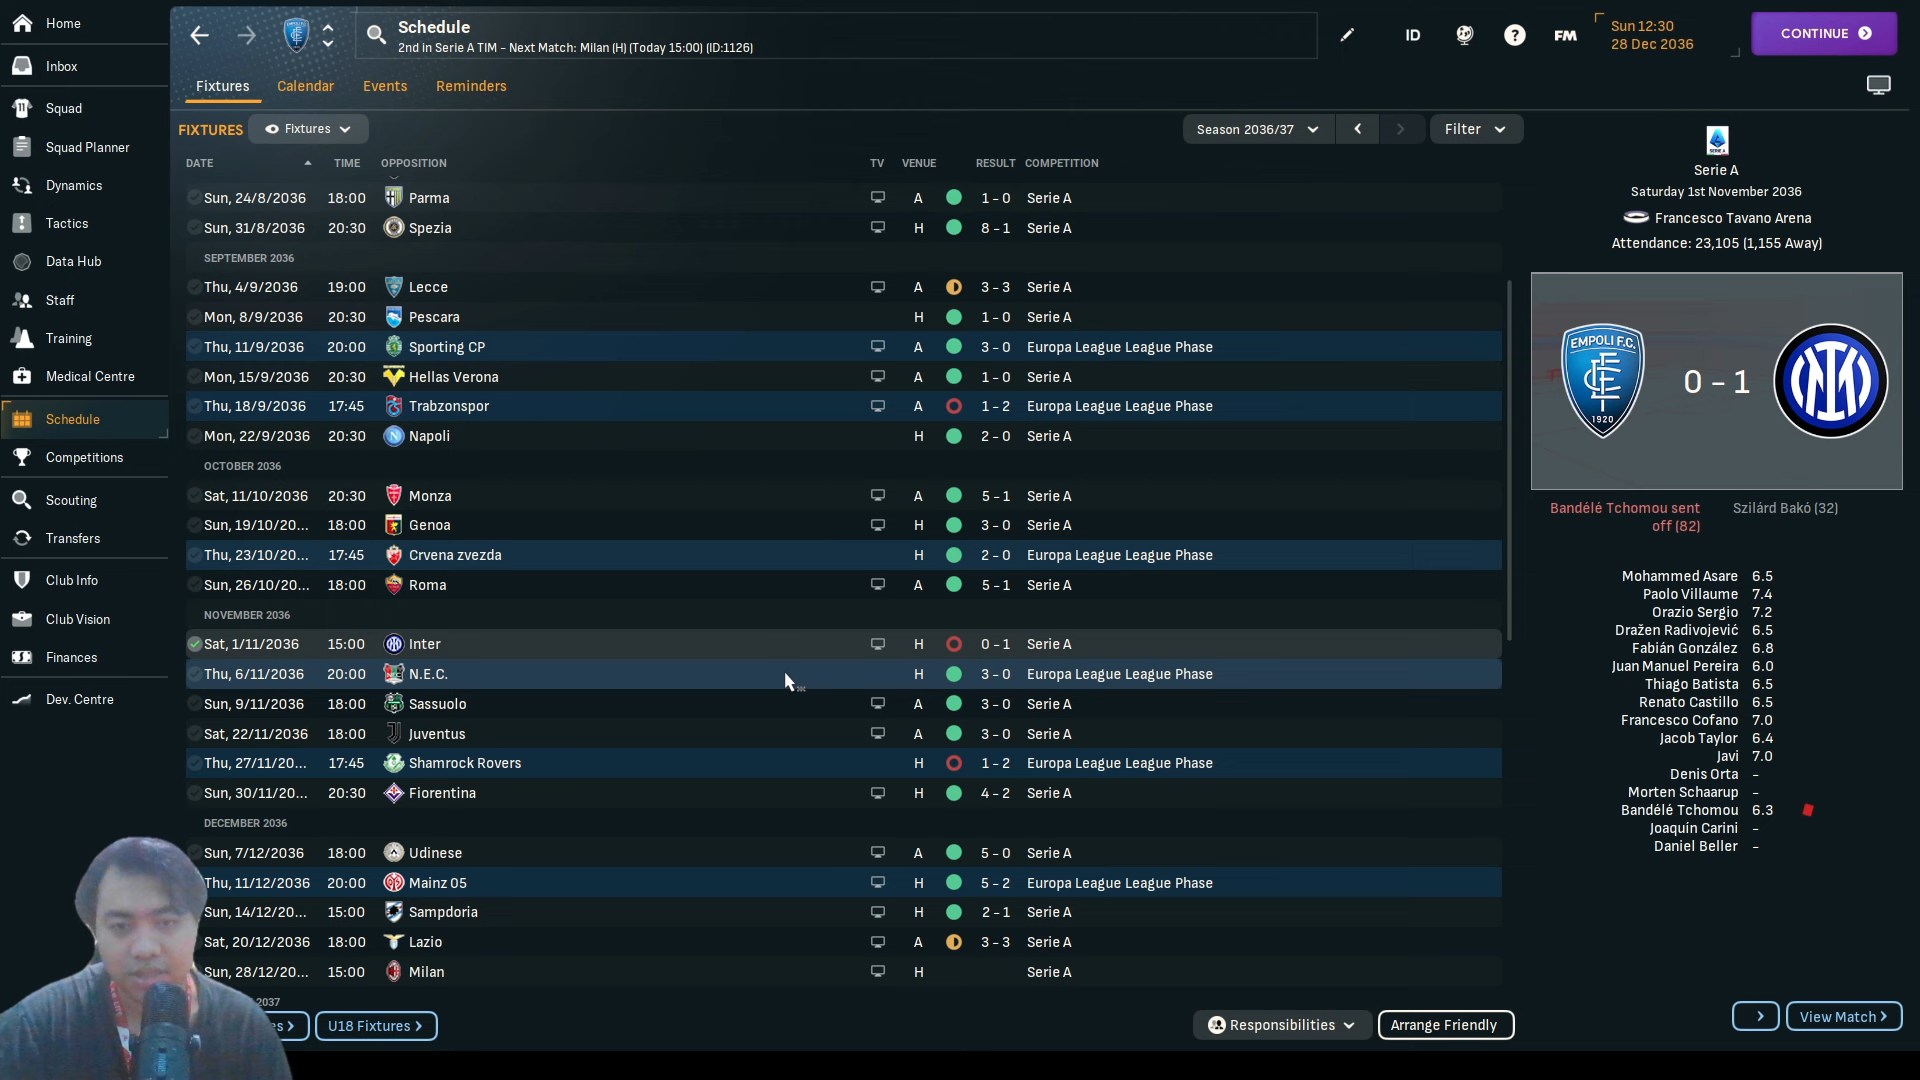 Home
Inbox
Squad
Squad Planner
Dynamics
Tactics
Data Hub
Staff
Training
Medical Centre
Schedule
Competitions
Scouting
Transfers
Club Info
Club Vision
Finances
Dev. Centre
Schedule
2nd in Serie A TIM - Next Match: Milan (H) (Today 15:00) (ID:1126)
ID
?
FM
Sun 12:30
28 Dec 2036
CONTINUE
Fixtures Calendar Events Reminders
FIXTURES Fixtures Season 2036/37 Filter
DATE TIME OPPOSITION TV VENUE RESULT COMPETITION
Sun, 24/8/2036 18:00 Parma A 1 - 0 Serie A
Sun, 31/8/2036 20:30 Spezia H 8 - 1 Serie A
SEPTEMBER 2036
Thu, 4/9/2036 19:00 Lecce A 3 - 3 Serie A
Mon, 8/9/2036 20:30 Pescara H 1 - 0 Serie A
Thu, 11/9/2036 20:00 Sporting CP A 3 - 0 Europa League League Phase
Mon, 15/9/2036 20:30 Hellas Verona A 1 - 0 Serie A
Thu, 18/9/2036 17:45 Trabzonspor A 1 - 2 Europa League League Phase
Mon, 22/9/2036 20:30 Napoli H 2 - 0 Serie A
OCTOBER 2036
Sat, 11/10/2036 20:30 Monza A 5 - 1 Serie A
Sun, 19/10/20... 18:00 Genoa H 3 - 0 Serie A
Thu, 23/10/20... 17:45 Crvena zvezda H 2 - 0 Europa League League Phase
Sun, 26/10/20... 18:00 Roma A 5 - 1 Serie A
NOVEMBER 2036
Sat, 1/11/2036 15:00 Inter H 0 - 1 Serie A
Thu, 6/11/2036 20:00 N.E.C. H 3 - 0 Europa League League Phase
Sun, 9/11/2036 18:00 Sassuolo A 3 - 0 Serie A
Sat, 22/11/2036 18:00 Juventus A 3 - 0 Serie A
Thu, 27/11/20... 17:45 Shamrock Rovers H 1 - 2 Europa League League Phase
Sun, 30/11/20... 20:30 Fiorentina H 4 - 2 Serie A
DECEMBER 2036
Sun, 7/12/2036 18:00 Udinese A 5 - 0 Serie A
Thu, 11/12/2036 20:00 Mainz 05 H 5 - 2 Europa League League Phase
Sun, 14/12/20... 15:00 Sampdoria H 2 - 1 Serie A
Sat, 20/12/2036 18:00 Lazio A 3 - 3 Serie A
Sun, 28/12/20... 15:00 Milan H Serie A
2037
U18 Fixtures
Responsibilities
Arrange Friendly
Serie A
Saturday 1st November 2036
Francesco Tavano Arena
Attendance: 23,105 (1,155 Away)
EMPOLI F.C.
1920
0 - 1
Bandélé Tchomou sent
off (82)
Szilárd Bakó (32)
Mohammed Asare 6.5
Paolo Villaume 7.4
Orazio Sergio 7.2
Dražen Radivojević 6.5
Fabián González 6.8
Juan Manuel Pereira 6.0
Thiago Batista 6.5
Renato Castillo 6.5
Francesco Cofano 7.0
Jacob Taylor 6.4
Javi 7.0
Denis Orta -
Morten Schaarup -
Bandélé Tchomou 6.3
Joaquín Carini -
Daniel Beller -
View Match